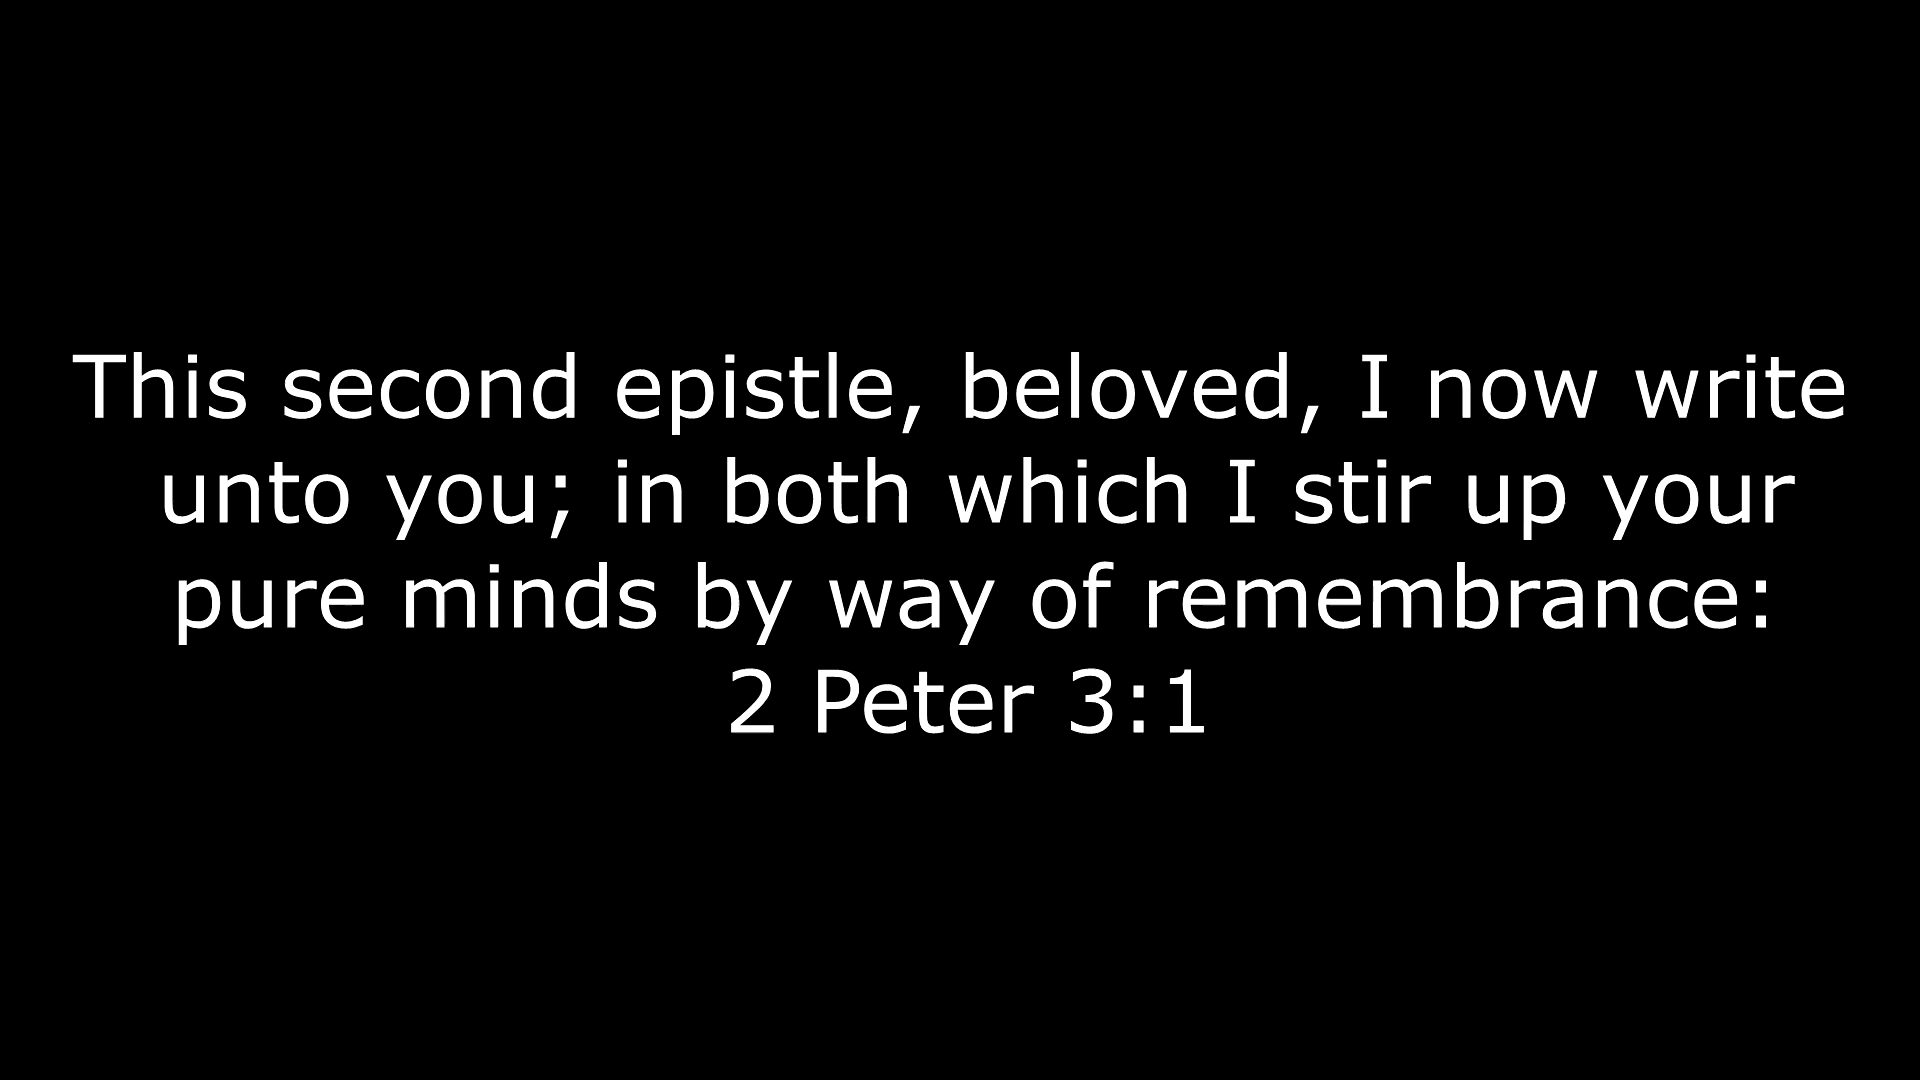 This second epistle, beloved, I now write
unto you; in both which I stir up your
pure minds by way of remembrance:
2 Peter 3:1